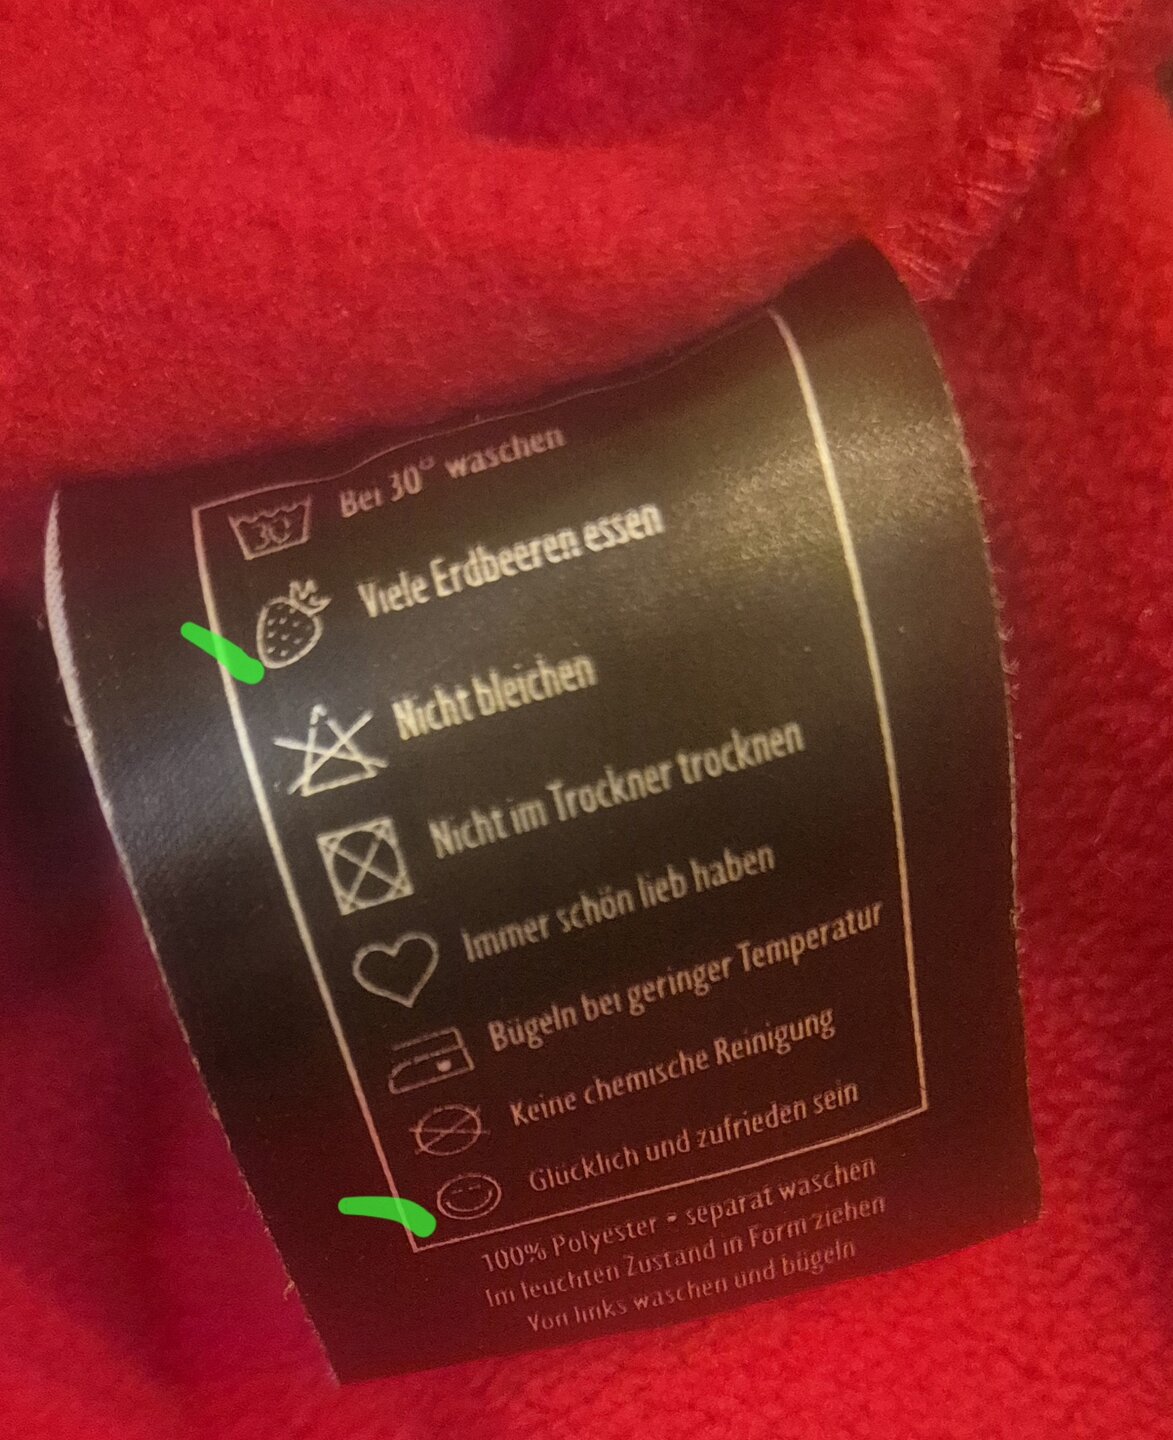 30 Bei 30° waschen
Viele Erdbeeren essen
Nicht bleichen
Nicht im Trockner trocknen
Immer schön lieb haben
Bügeln bei geringer Temperatur
Keine chemische Reinigung
Glücklich und zufrieden sein
100% Polyester • separat waschen
Im feuchten Zustand in Form ziehen
Von links waschen und bügeln